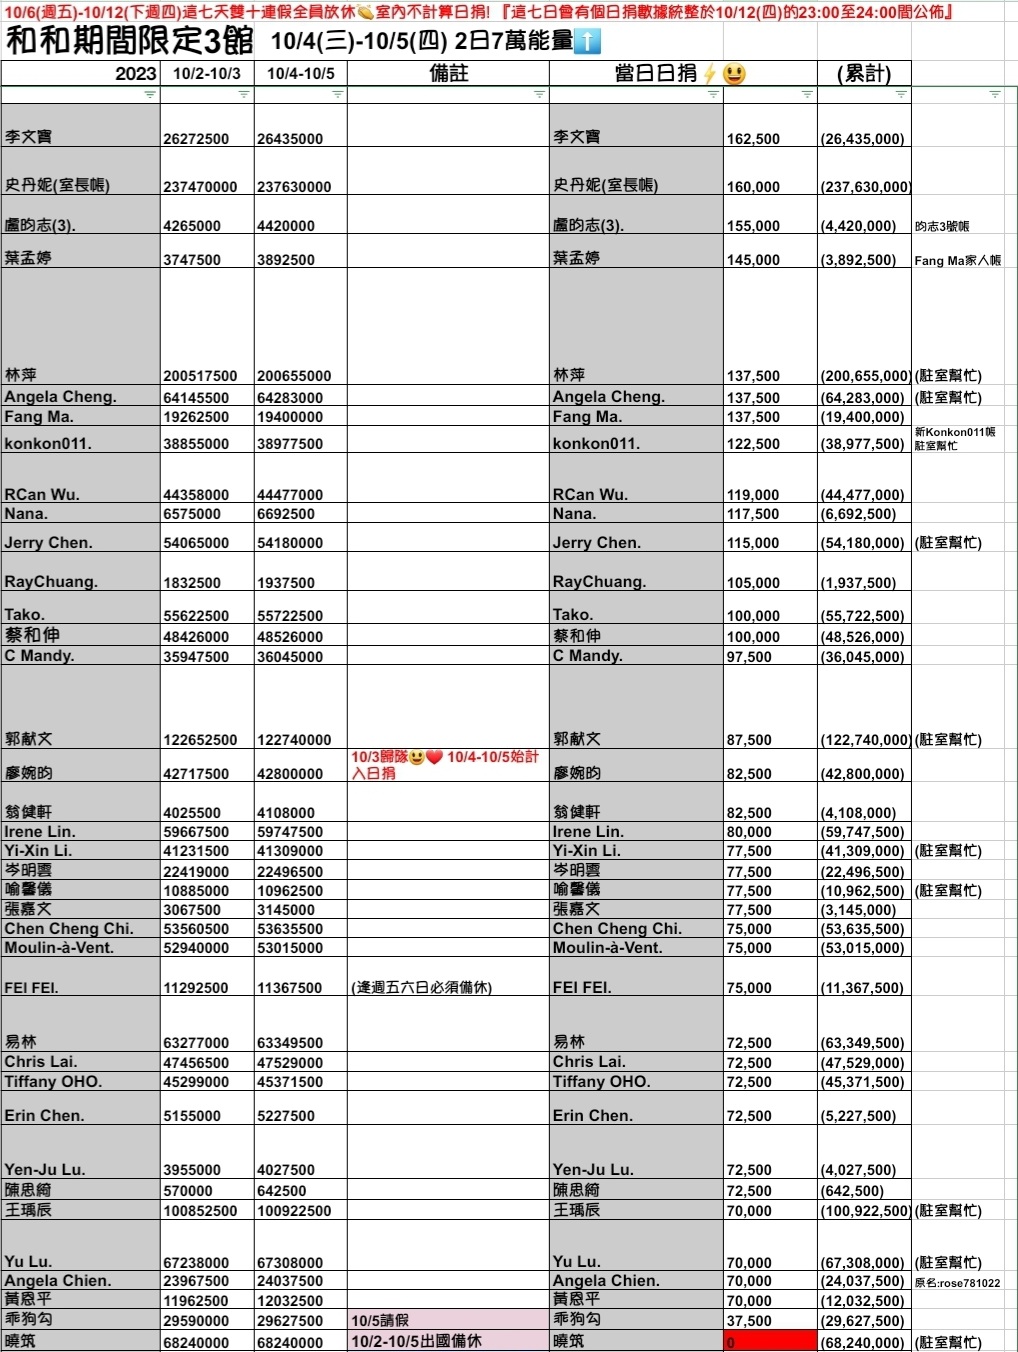 10/6(週五)-10/12(下週四)這七天雙十連假全員放休💫室內不計算日捐! 『這七日會有個日捐數據統整於10/12(四)的23:00至24:00間公佈』
和和期間限定3館 10/4(三)-10/5(四) 2日7萬能量⬆️
2023 10/2-10/3 10/4-10/5 備註 當日日捐⚡😃 (累計)
李文寶 26272500 26435000 李文寶 162,500 (26,435,000)
史丹妮(室長帳) 237470000 237630000 史丹妮(室長帳) 160,000 (237,630,000)
盧昀志(3). 4265000 4420000 盧昀志(3). 155,000 (4,420,000) 昀志3號帳
葉孟婷 3747500 3892500 葉孟婷 145,000 (3,892,500) Fang Ma家人帳
林萍 200517500 200655000 林萍 137,500 (200,655,000) (駐室幫忙)
Angela Cheng. 64145500 64283000 Angela Cheng. 137,500 (64,283,000) (駐室幫忙)
Fang Ma. 19262500 19400000 Fang Ma. 137,500 (19,400,000)
konkon011. 38855000 38977500 konkon011. 122,500 (38,977,500) 新Konkon011帳
駐室幫忙
RCan Wu. 44358000 44477000 RCan Wu. 119,000 (44,477,000)
Nana. 6575000 6692500 Nana. 117,500 (6,692,500)
Jerry Chen. 54065000 54180000 Jerry Chen. 115,000 (54,180,000) (駐室幫忙)
RayChuang. 1832500 1937500 RayChuang. 105,000 (1,937,500)
Tako. 55622500 55722500 Tako. 100,000 (55,722,500)
蔡和伸 48426000 48526000 蔡和伸 100,000 (48,526,000)
C Mandy. 35947500 36045000 C Mandy. 97,500 (36,045,000)
郭献文 122652500 122740000 郭献文 87,500 (122,740,000) (駐室幫忙)
10/3歸隊😃❤️ 10/4-10/5始計
廖婉昀 42717500 42800000 入日捐 廖婉昀 82,500 (42,800,000)
翁健軒 4025500 4108000 翁健軒 82,500 (4,108,000)
Irene Lin. 59667500 59747500 Irene Lin. 80,000 (59,747,500)
Yi-Xin Li. 41231500 41309000 Yi-Xin Li. 77,500 (41,309,000) (駐室幫忙)
岑明雲 22419000 22496500 岑明雲 77,500 (22,496,500)
喻馨儀 10885000 10962500 喻馨儀 77,500 (10,962,500) (駐室幫忙)
張嘉文 3067500 3145000 張嘉文 77,500 (3,145,000)
Chen Cheng Chi. 53560500 53635500 Chen Cheng Chi. 75,000 (53,635,500)
Moulin-à-Vent. 52940000 53015000 Moulin-à-Vent. 75,000 (53,015,000)
FEI FEI. 11292500 11367500 (逢週五六日必須備休) FEI FEI. 75,000 (11,367,500)
易林 63277000 63349500 易林 72,500 (63,349,500)
Chris Lai. 47456500 47529000 Chris Lai. 72,500 (47,529,000)
Tiffany OHO. 45299000 45371500 Tiffany OHO. 72,500 (45,371,500)
Erin Chen. 5155000 5227500 Erin Chen. 72,500 (5,227,500)
Yen-Ju Lu. 3955000 4027500 Yen-Ju Lu. 72,500 (4,027,500)
陳思綺 570000 642500 陳思綺 72,500 (642,500)
王瑀辰 100852500 100922500 王瑀辰 70,000 (100,922,500) (駐室幫忙)
Yu Lu. 67238000 67308000 Yu Lu. 70,000 (67,308,000) (駐室幫忙)
Angela Chien. 23967500 24037500 Angela Chien. 70,000 (24,037,500) 原名:rose781022
黃恩平 11962500 12032500 黃恩平 70,000 (12,032,500)
乖狗勾 29590000 29627500 10/5請假 乖狗勾 37,500 (29,627,500)
曉筑 68240000 68240000 10/2-10/5出國備休 曉筑 0 (68,240,000) (駐室幫忙)